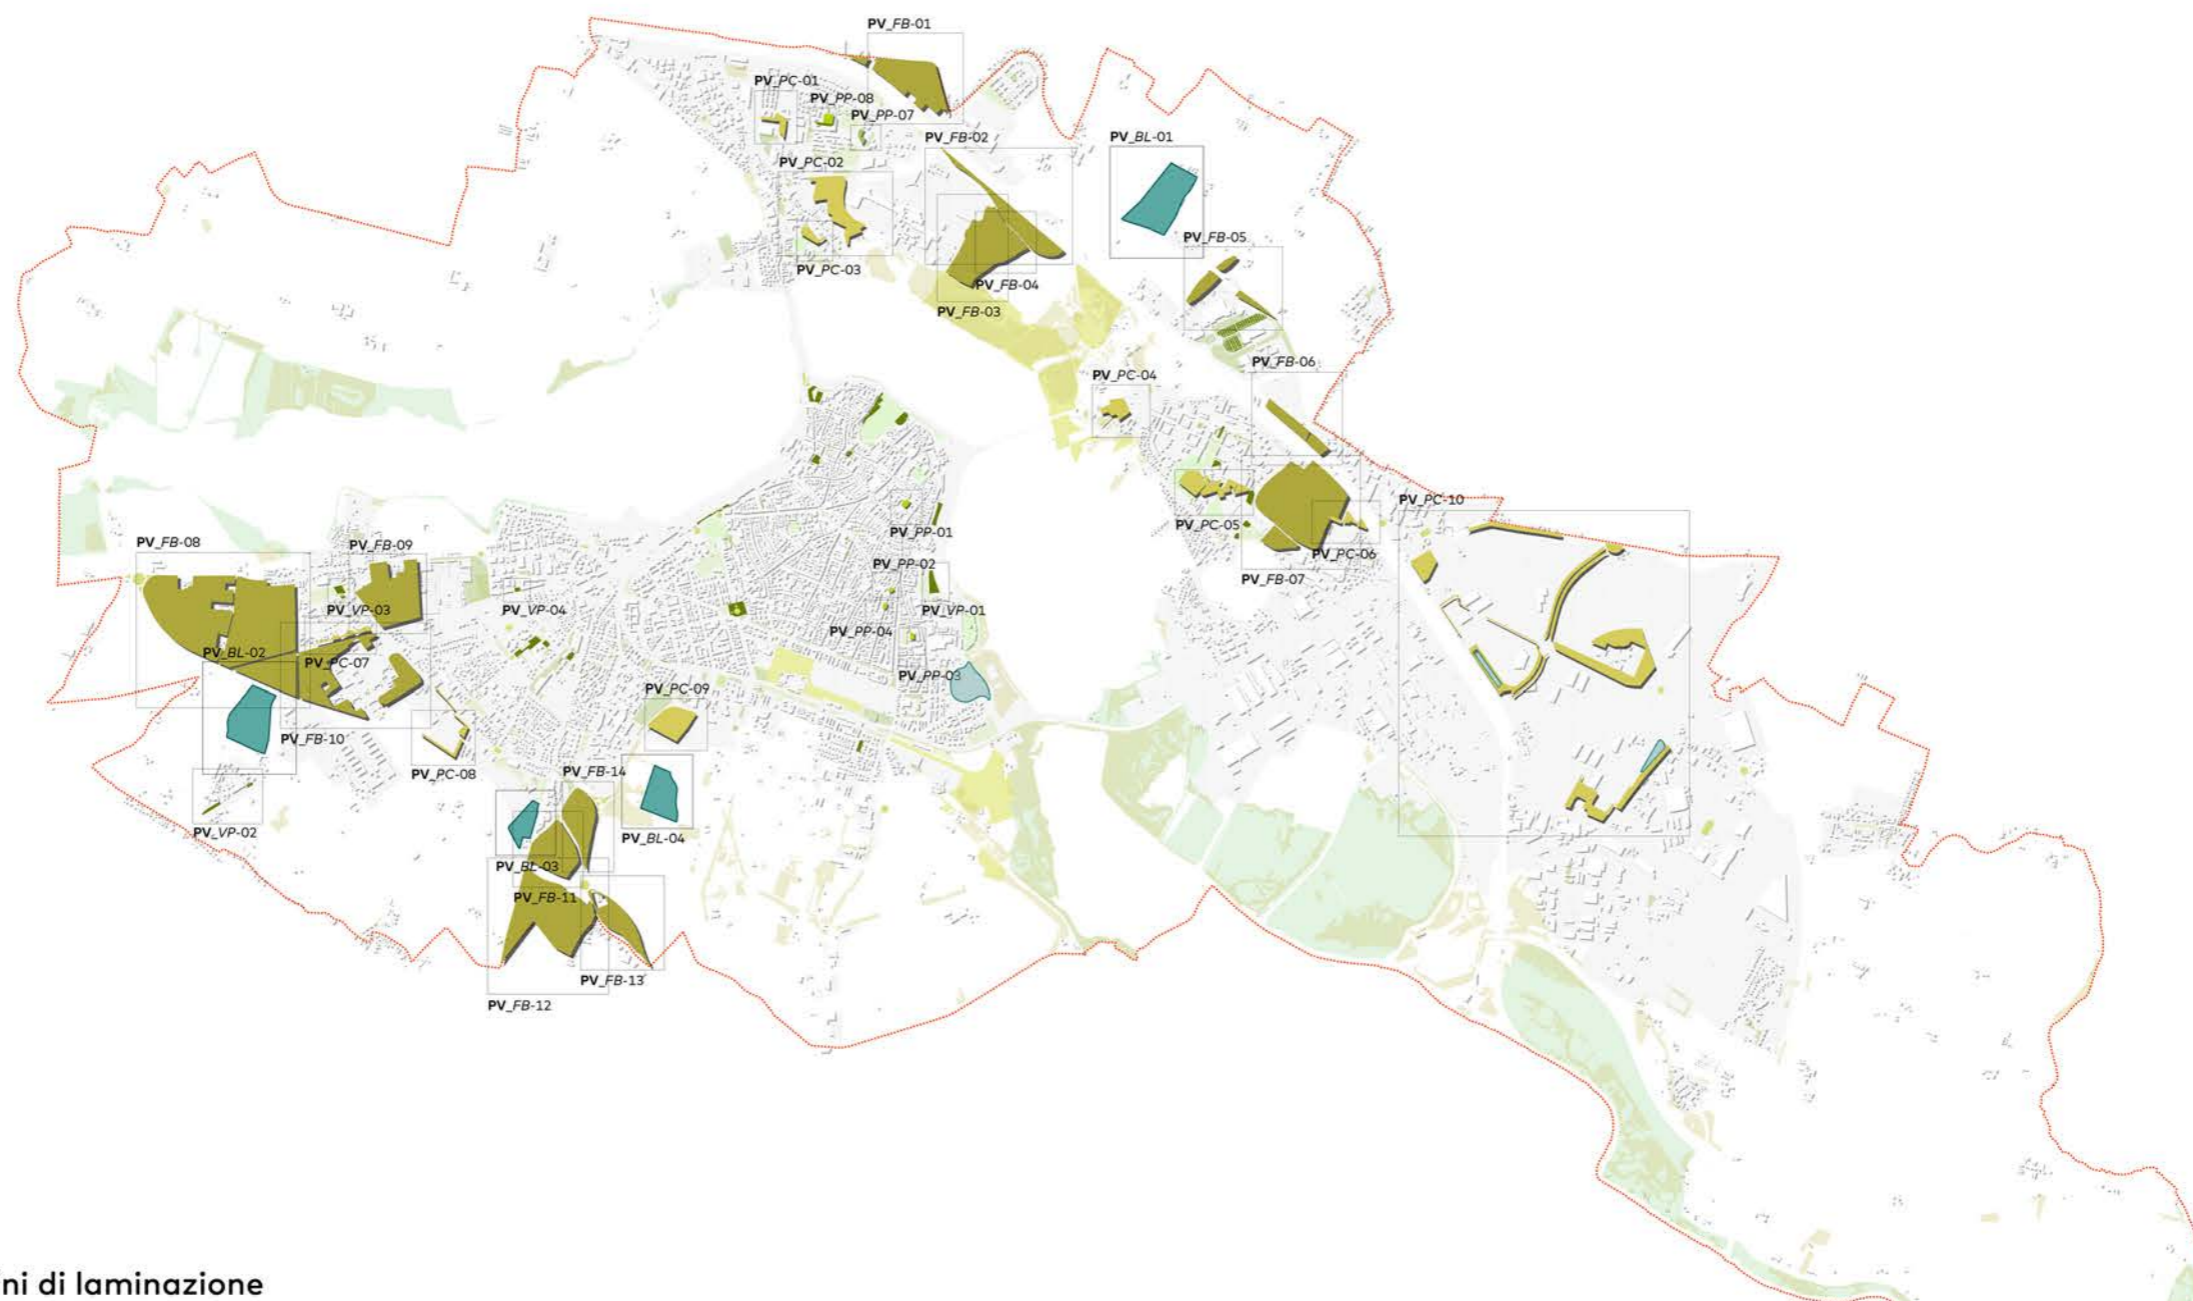 PV_FB-01
PV_PC-01
PV_PP-08
PV_PP-07
PV_FB-02
PV_BL-01
PV_PC-02
PV_FB-05
PV_PC-03
PV_FB-04
PV_FB-03
PV_FB-06
PV_PC-04
PV_PC-10
PV_PC-05
PV_PP-01
PV_FB-08
PV_FB-09
PV_PC-06
PV_PP-02
PV_FB-07
PV_VP-03
PV_VP-04
PV_VP-01
PV_PP-04
PV_BL-02
PV_PC-07
PV_PP-03
PV_PC-09
PV_FB-10
PV_PC-08
PV_FB-14
PV_VP-02
PV_BL-04
PV_BL-03
PV_FB-11
PV_FB-13
PV_FB-12
ni di laminazione